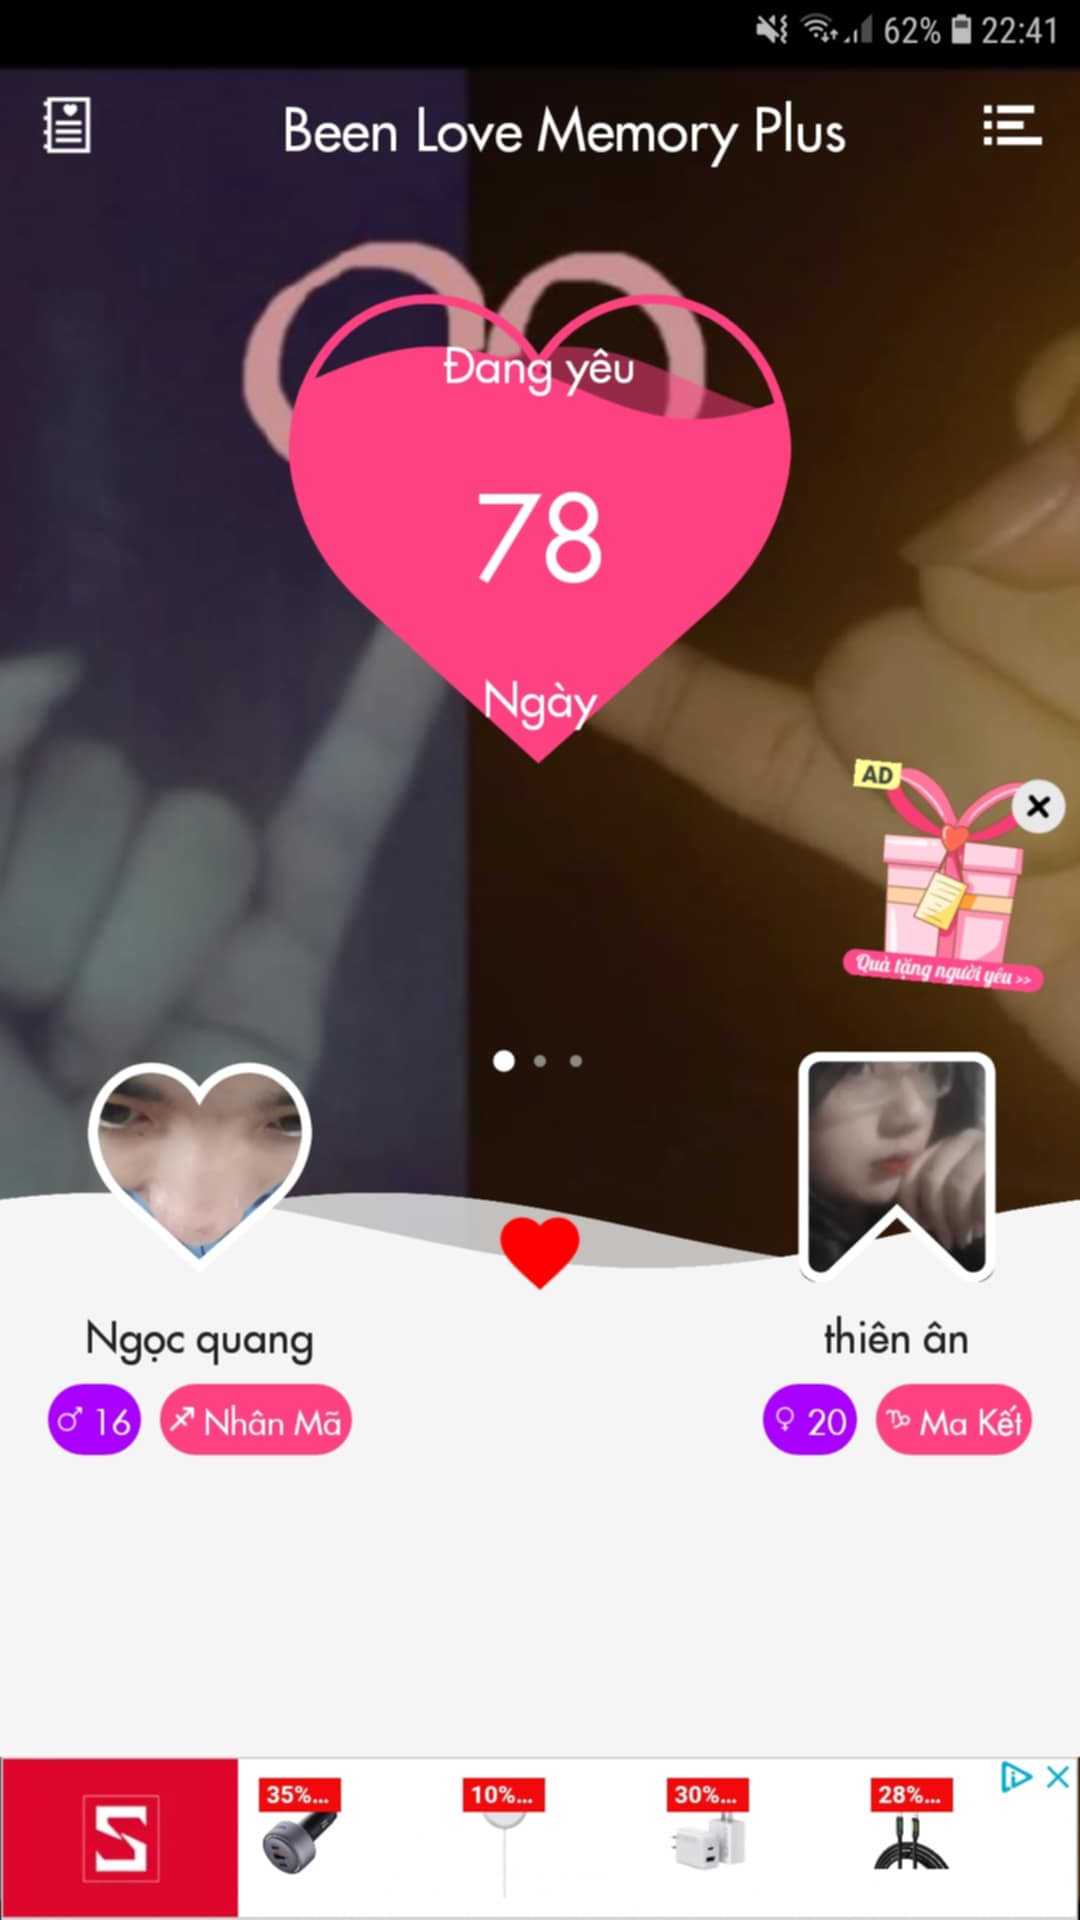 62% 22:41
Been Love Memory Plus
Đang yêu
78
Ngày
AD
Quà tặng người yêu >>
Ngọc quang
thiên ân
♂ 16
♐ Nhân Mã
♀ 20
♑ Ma Kết
35%...
10%...
30%...
28%...